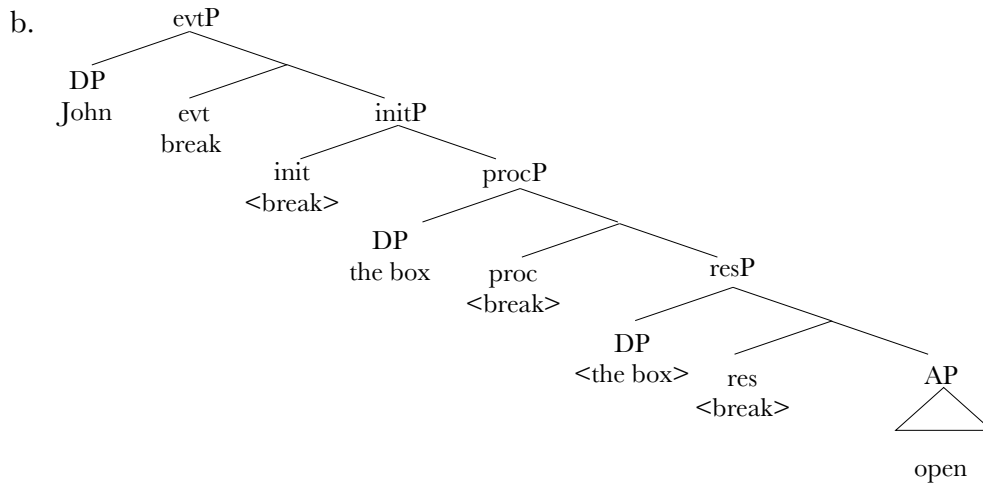 b.
evtP
DP
John
evt
break
initP
init
<break>
procP
DP
the box
proc
<break>
resP
DP
<the box>
res
<break>
AP
open